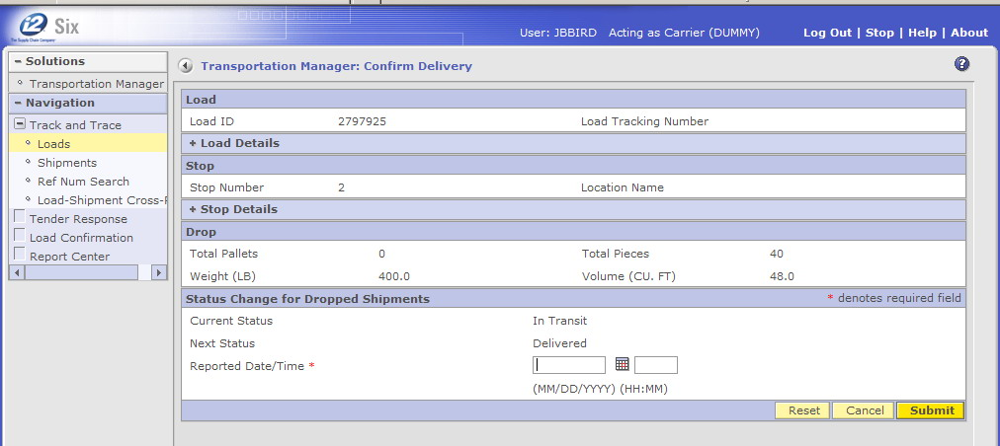 i2 Six
The Supply Chain Company
User: JBBIRD Acting as Carrier (DUMMY) Log Out | Stop | Help | About
− Solutions
Transportation Manager
− Navigation
Track and Trace
Loads
Shipments
Ref Num Search
Load-Shipment Cross-
Tender Response
Load Confirmation
Report Center
Transportation Manager: Confirm Delivery
?
Load
Load ID 2797925 Load Tracking Number
+ Load Details
Stop
Stop Number 2 Location Name
+ Stop Details
Drop
Total Pallets 0 Total Pieces 40
Weight (LB) 400.0 Volume (CU. FT) 48.0
Status Change for Dropped Shipments * denotes required field
Current Status In Transit
Next Status Delivered
Reported Date/Time *
(MM/DD/YYYY) (HH:MM)
Reset Cancel Submit